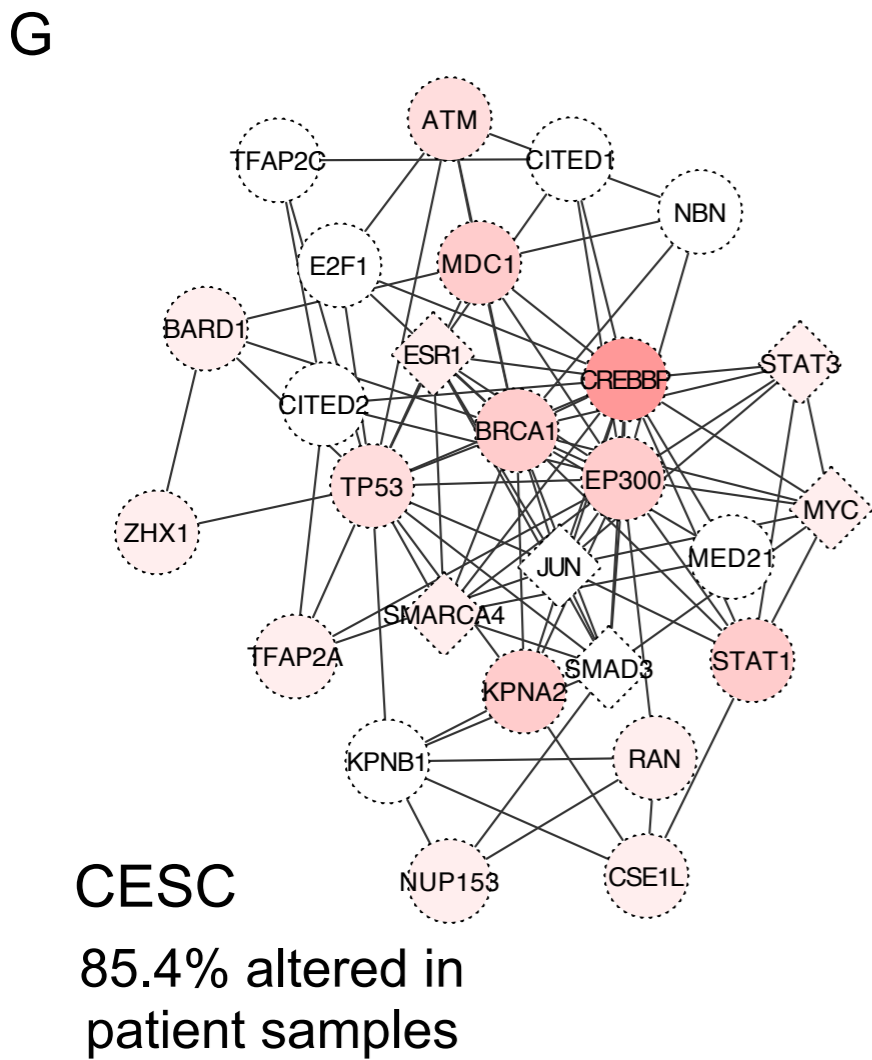 G
ATM
TFAP2C
CITED1
NBN
E2F1
MDC1
BARD1
ESR1
STAT3
CREBBP
CITED2
BRCA1
TP53
EP300
MYC
ZHX1
JUN
MED21
SMARCA4
TFAP2A
SMAD3
STAT1
KPNA2
KPNB1
RAN
NUP153
CSE1L
CESC
85.4% altered in
patient samples